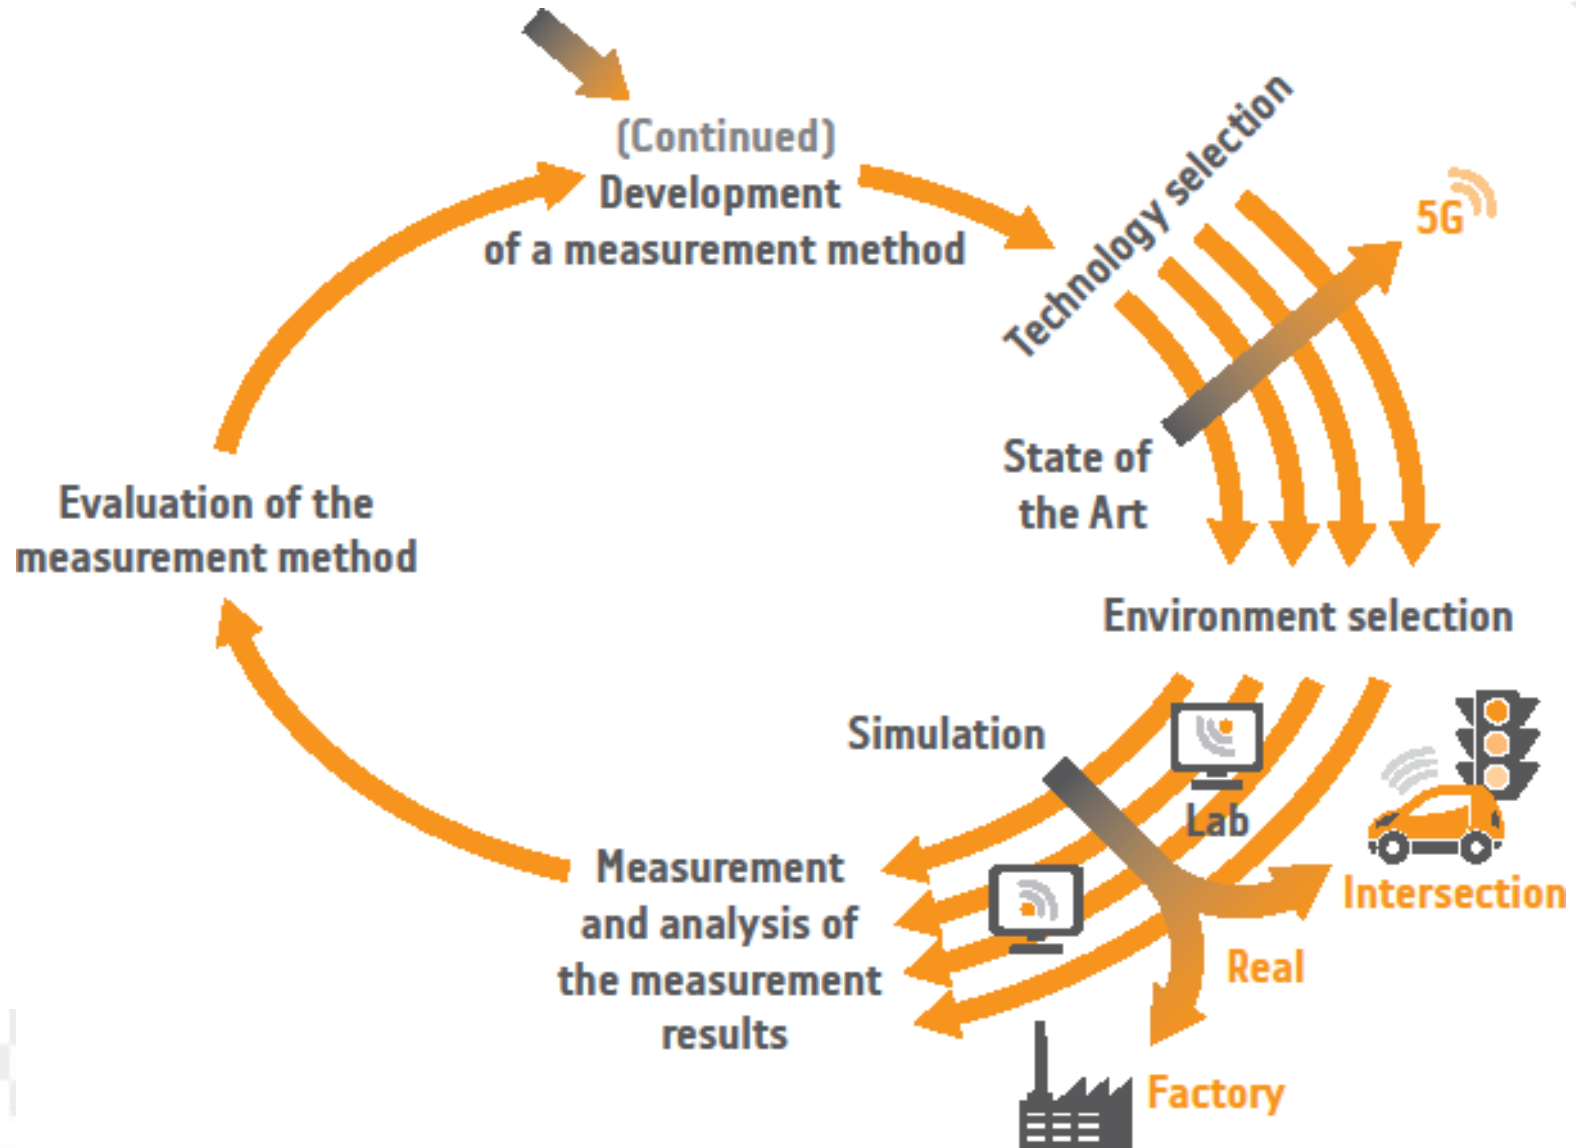 (Continued)
Development
of a measurement method
Technology selection
5G
State of
the Art
Environment selection
Simulation
Lab
Intersection
Real
Factory
Measurement
and analysis of
the measurement
results
Evaluation of the
measurement method